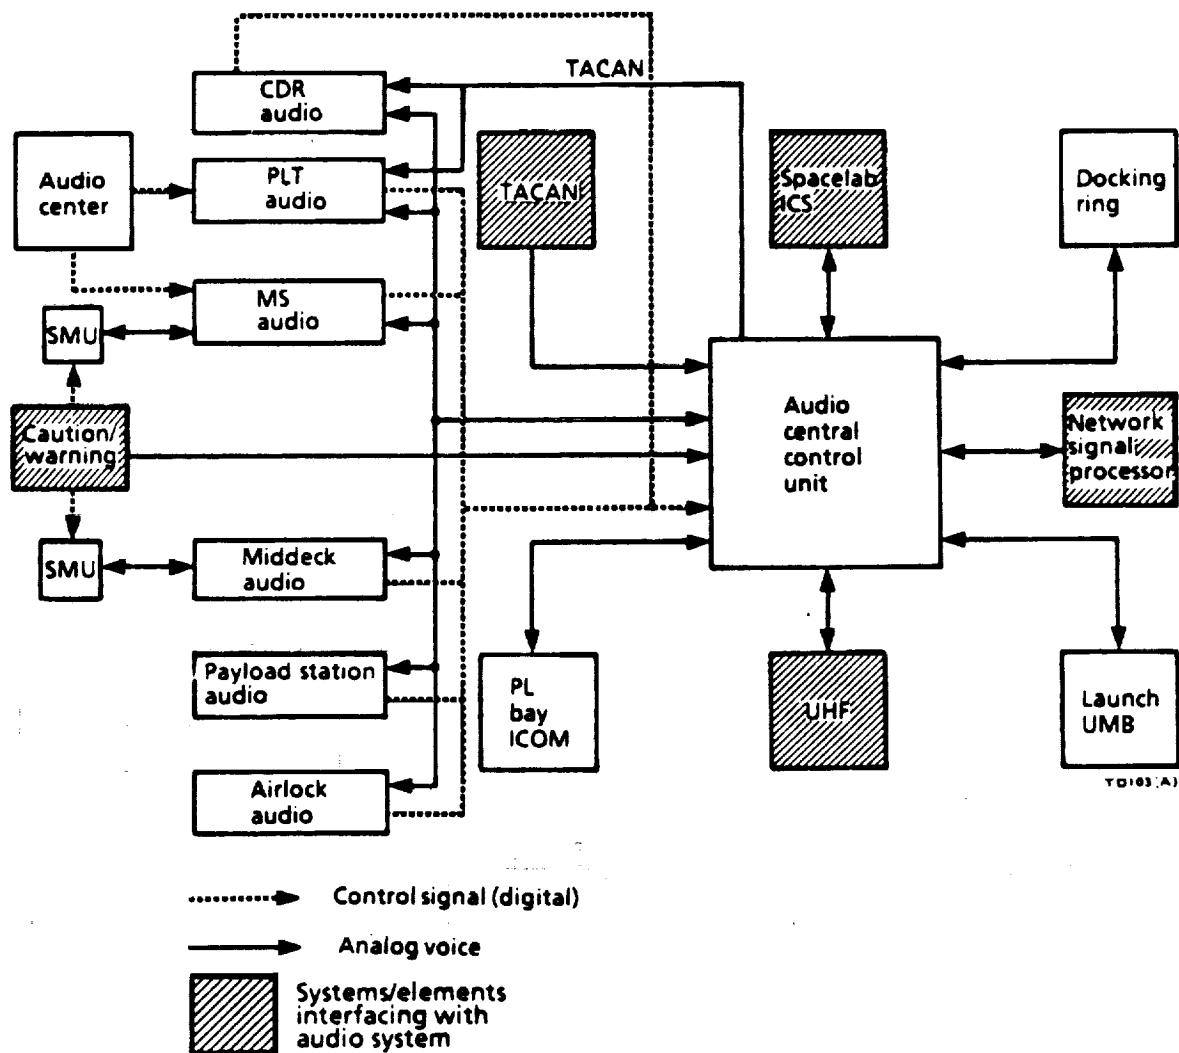 TACAN
CDR
audio
Audio
center
PLT
audio
TACAN
Spacelab
ICS
Docking
ring
MS
audio
SMU
Caution/
warning
Audio
central
control
unit
Network
signal
processor
SMU
Middeck
audio
Payload station
audio
PL
bay
ICOM
UHF
Launch
UMB
TD103(A)
Airlock
audio
Control signal (digital)
Analog voice
Systems/elements
interfacing with
audio system